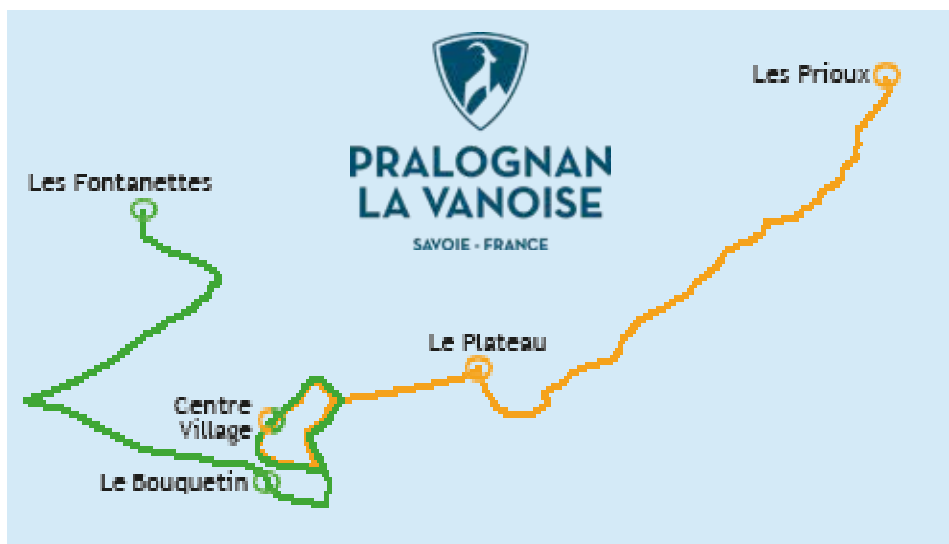 Les Prioux
PRALOGNAN
LA VANOISE
SAVOIE - FRANCE
Les Fontanettes
Le Plateau
Centre
Village
Le Bouquetin